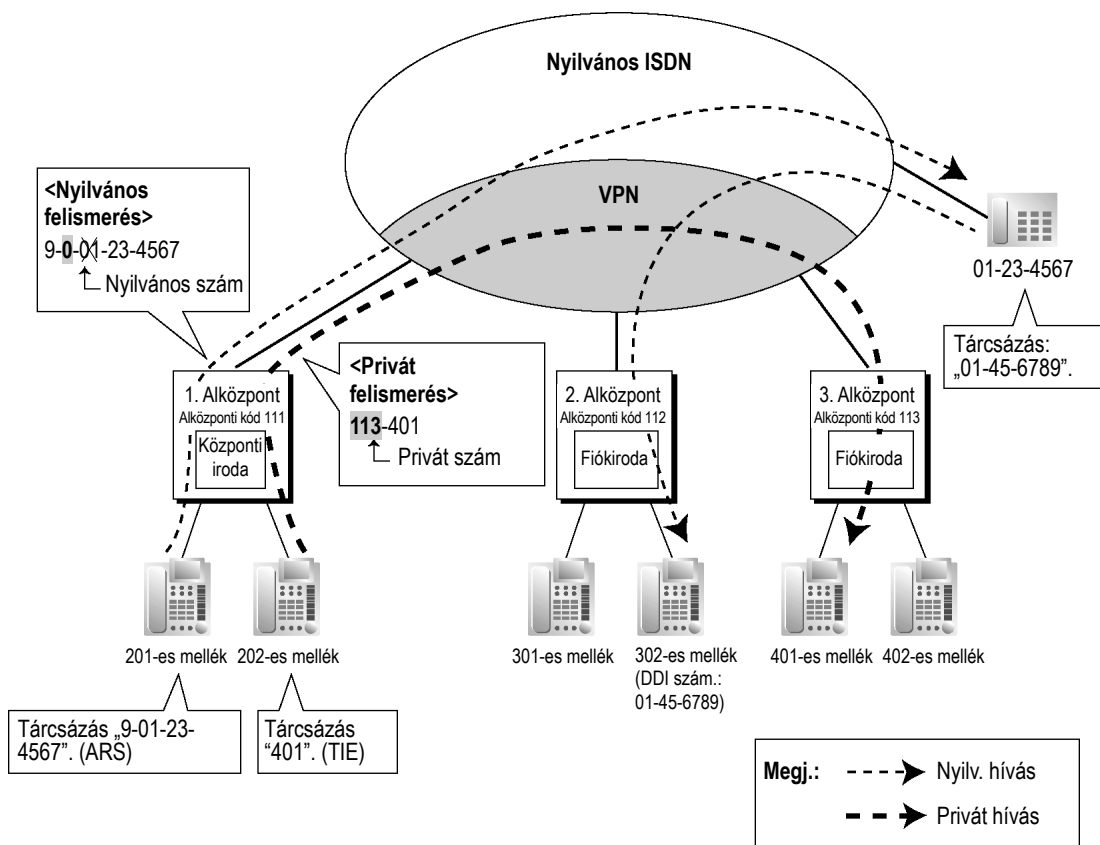 Nyilvános ISDN
VPN
<Nyilvános
felismerés>
9-0-01-23-4567
Nyilvános szám
01-23-4567
Tárcsázás:
„01-45-6789”.
<Privát
felismerés>
113-401
Privát szám
1. Alközpont
Alközponti kód 111
Központi
iroda
2. Alközpont
Alközponti kód 112
Fiókiroda
3. Alközpont
Alközponti kód 113
Fiókiroda
201-es mellék
202-es mellék
301-es mellék
302-es mellék
(DDI szám.:
01-45-6789)
401-es mellék
402-es mellék
Tárcsázás „9-01-23-
4567”. (ARS)
Tárcsázás
“401”. (TIE)
Megj.:
Nyilv. hívás
Privát hívás